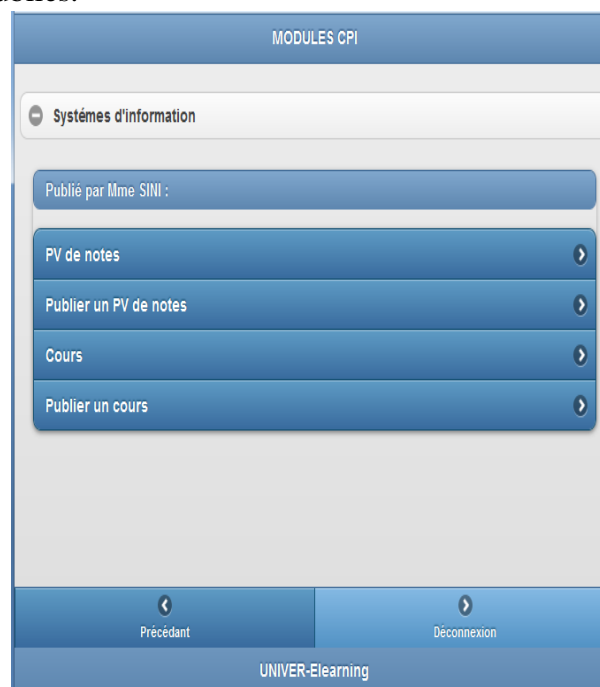 MODULES CPI
Systémes d'information
Publié par Mme SINI :
PV de notes
Publier un PV de notes
Cours
Publier un cours
Précédant
Déconnexion
UNIVER-Elearning